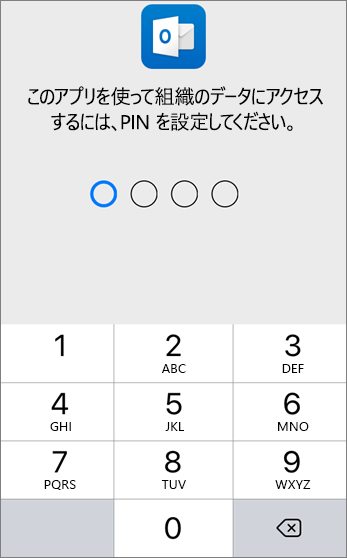 O
このアプリを使って組織のデータにアクセス
するには、PIN を設定してください。
1 2 3
ABC DEF
4 5 6
GHI JKL MNO
7 8 9
PQRS TUV WXYZ
0